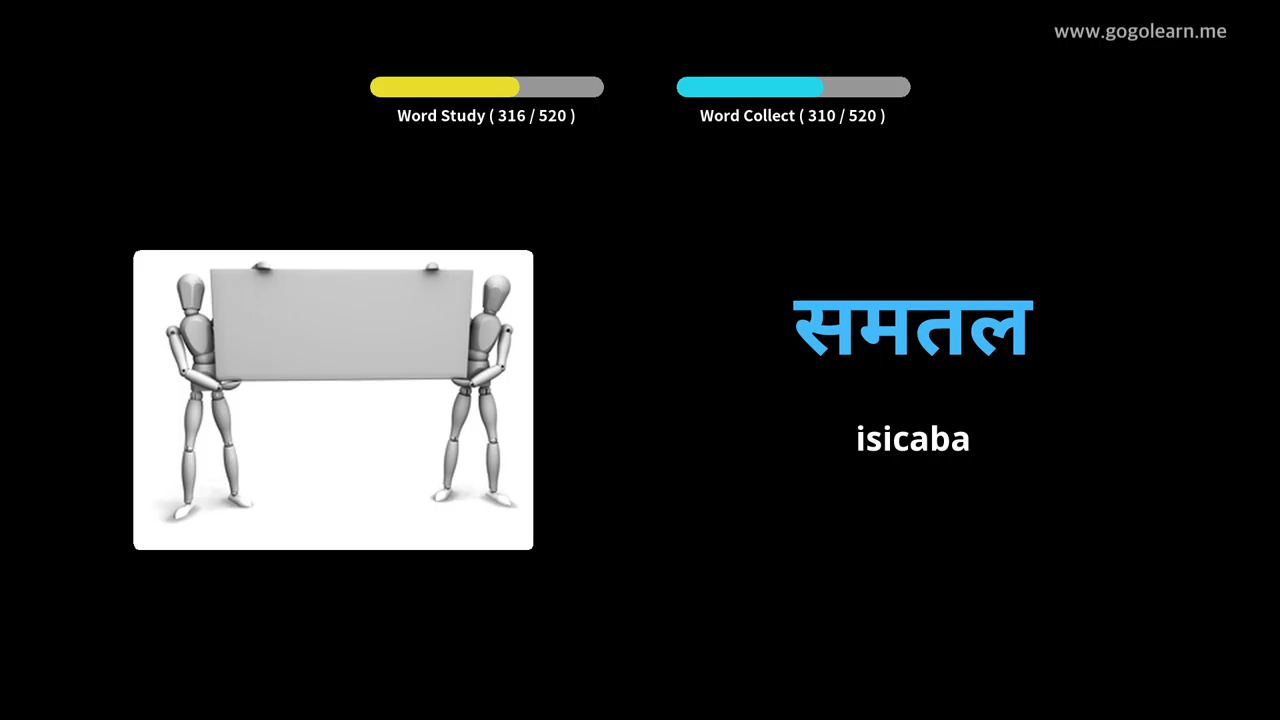 www.gogolearn.me
Word Study ( 316 / 520 )
Word Collect ( 310 / 520 )
समतल
isicaba